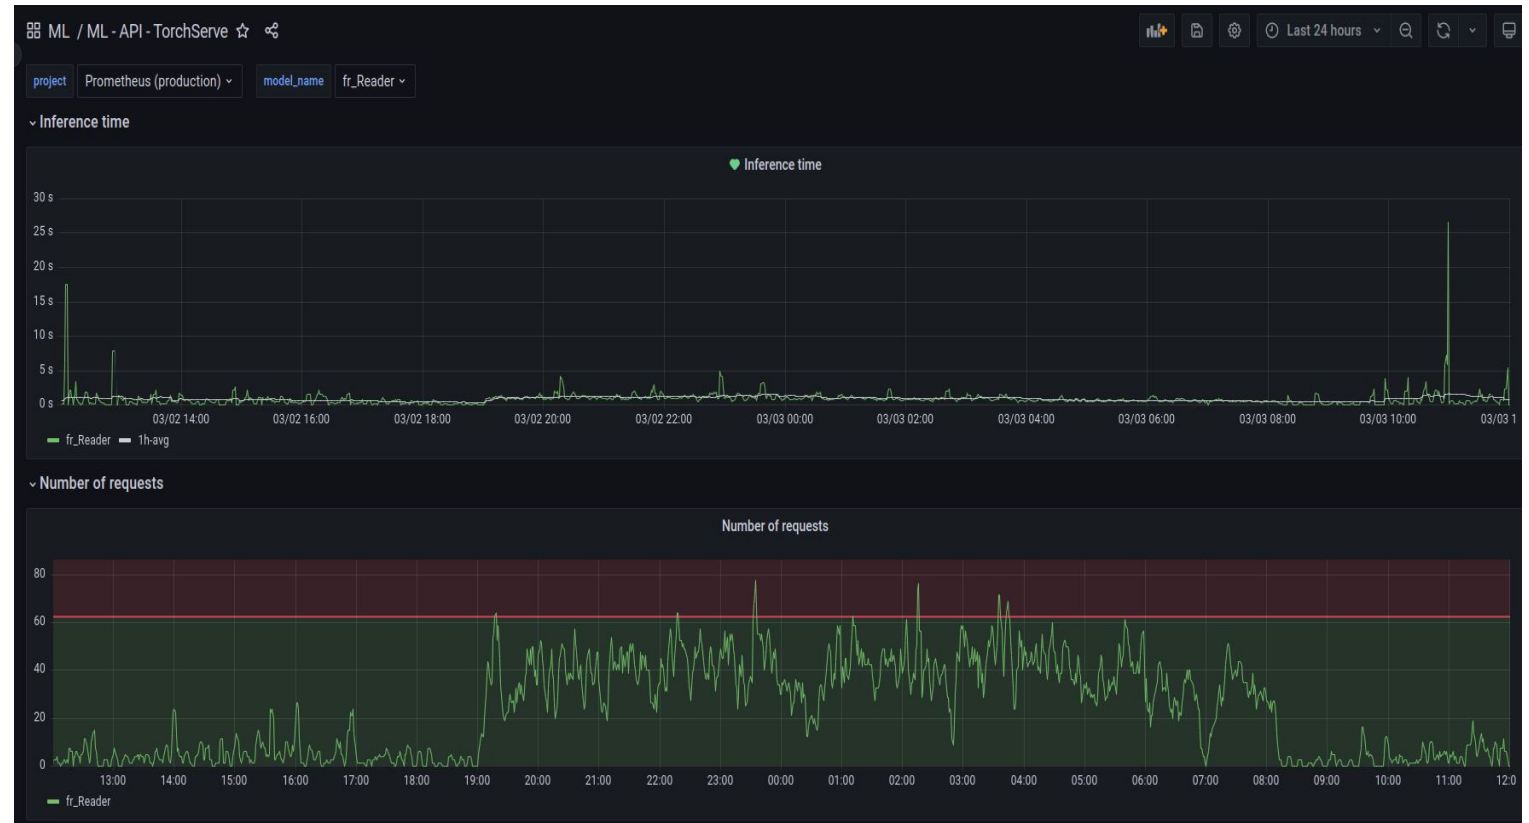 ML / ML - API - TorchServe
Last 24 hours
project Prometheus (production) model_name fr_Reader
Inference time
Inference time
30 s
25 s
20 s
15 s
10 s
5 s
0 s
03/02 14:00 03/02 16:00 03/02 18:00 03/02 20:00 03/02 22:00 03/03 00:00 03/03 02:00 03/03 04:00 03/03 06:00 03/03 08:00 03/03 10:00 03/03 1
fr_Reader 1h-avg
Number of requests
Number of requests
80
60
40
20
0
13:00 14:00 15:00 16:00 17:00 18:00 19:00 20:00 21:00 22:00 23:00 00:00 01:00 02:00 03:00 04:00 05:00 06:00 07:00 08:00 09:00 10:00 11:00 12:0
fr_Reader